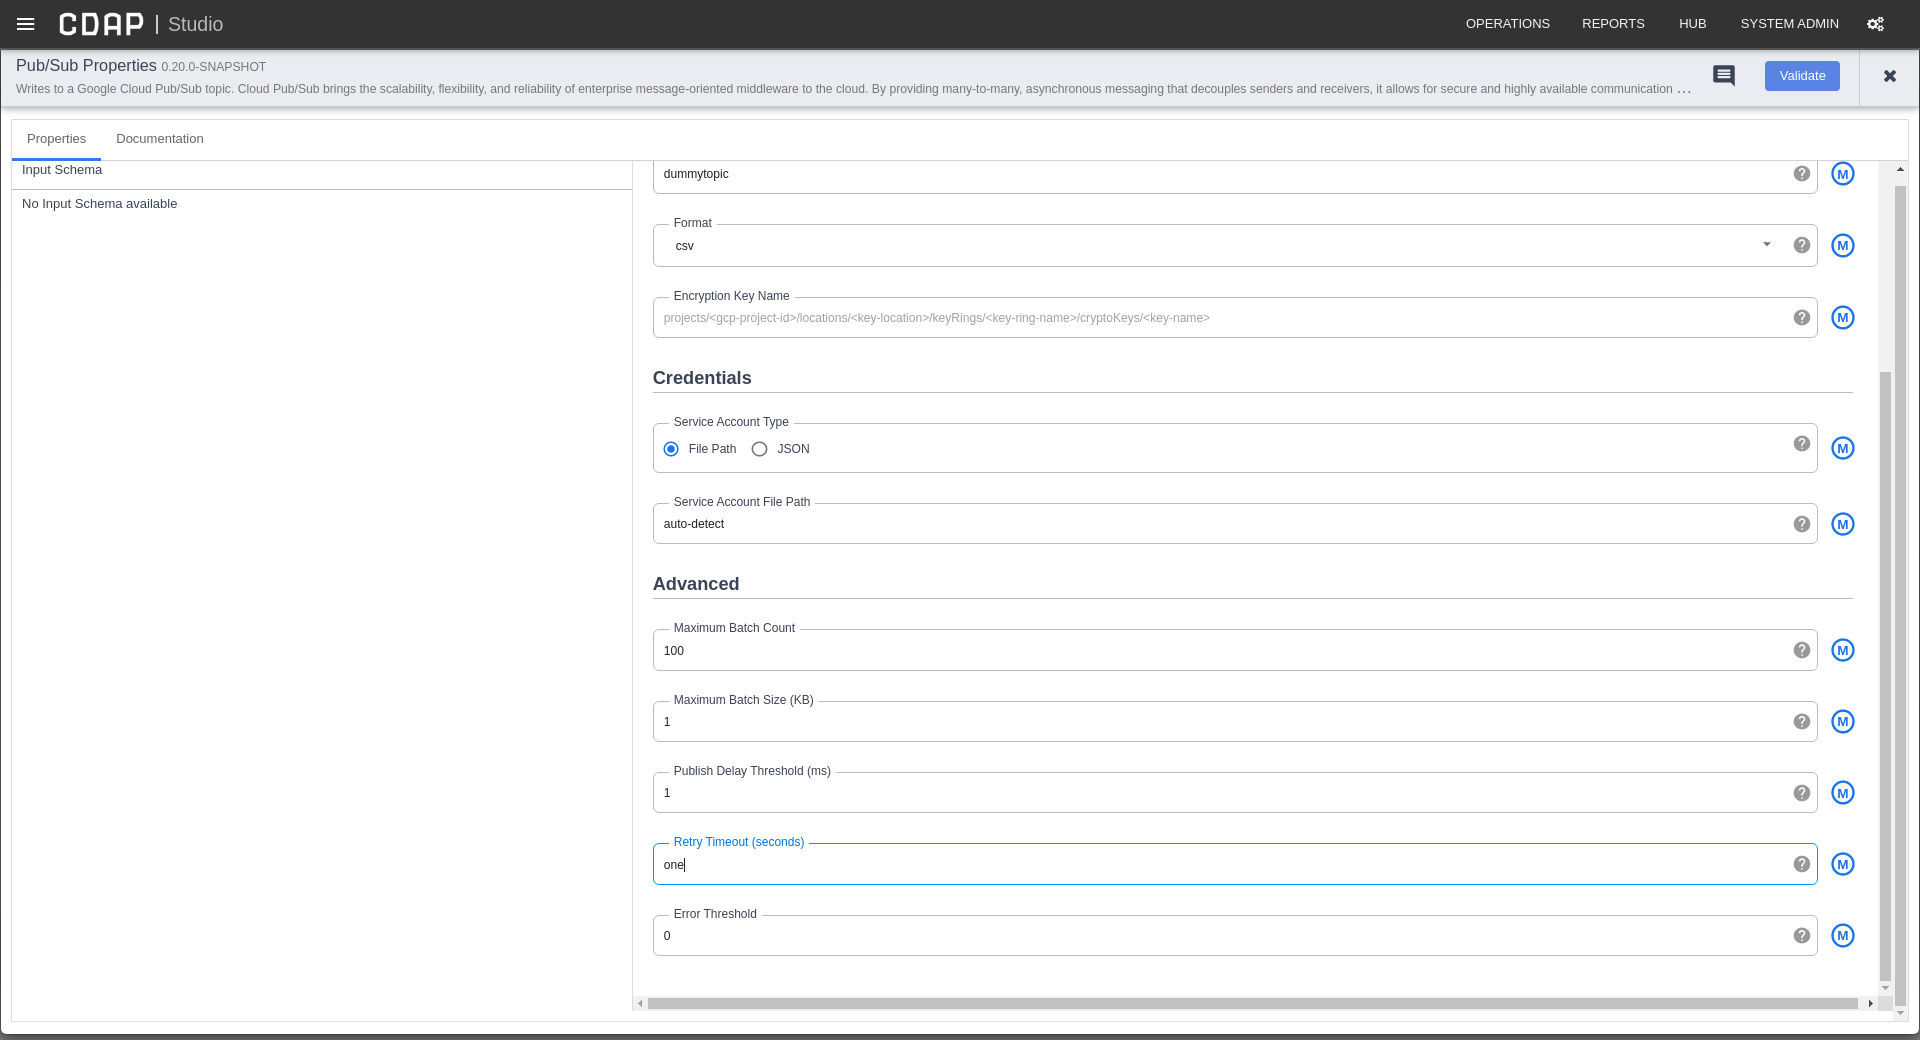 CDAP | Studio
OPERATIONS REPORTS HUB SYSTEM ADMIN
Pub/Sub Properties 0.20.0-SNAPSHOT
Writes to a Google Cloud Pub/Sub topic. Cloud Pub/Sub brings the scalability, flexibility, and reliability of enterprise message-oriented middleware to the cloud. By providing many-to-many, asynchronous messaging that decouples senders and receivers, it allows for secure and highly available communication ...
Validate
Properties Documentation
Input Schema
No Input Schema available
dummytopic
? M
Format
csv
? M
Encryption Key Name
projects/<gcp-project-id>/locations/<key-location>/keyRings/<key-ring-name>/cryptoKeys/<key-name>
? M
Credentials
Service Account Type
File Path JSON
? M
Service Account File Path
auto-detect
? M
Advanced
Maximum Batch Count
100
? M
Maximum Batch Size (KB)
1
? M
Publish Delay Threshold (ms)
1
? M
Retry Timeout (seconds)
one
? M
Error Threshold
0
? M